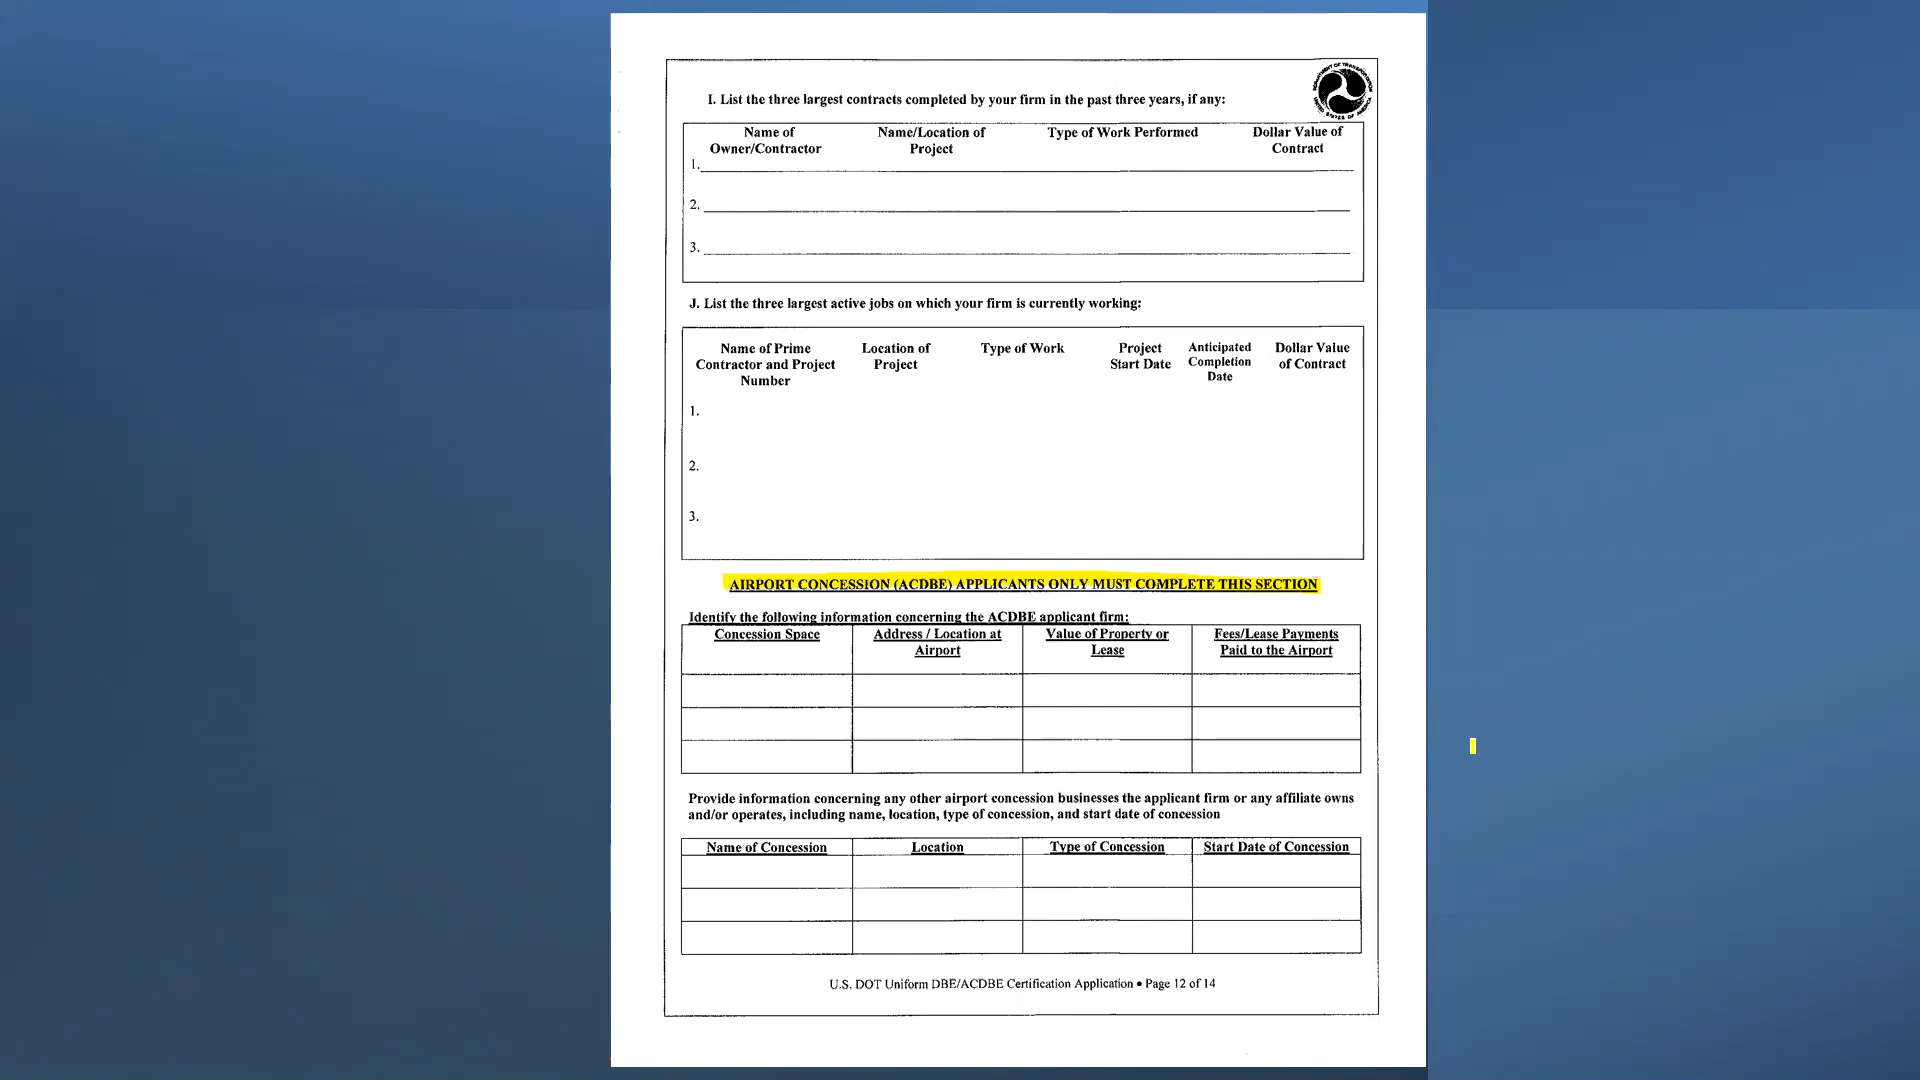 I. List the three largest contracts completed by your firm in the past three years, if any:
Name of Owner/Contractor
Name/Location of Project
Type of Work Performed
Dollar Value of Contract
1.
2.
3.
J. List the three largest active jobs on which your firm is currently working:
Name of Prime Contractor and Project Number
Location of Project
Type of Work
Project Start Date
Anticipated Completion Date
Dollar Value of Contract
1.
2.
3.
AIRPORT CONCESSION (ACDBE) APPLICANTS ONLY MUST COMPLETE THIS SECTION
Identify the following information concerning the ACDBE applicant firm:
Concession Space
Address / Location at Airport
Value of Property or Lease
Fees/Lease Payments Paid to the Airport
Provide information concerning any other airport concession businesses the applicant firm or any affiliate owns
and/or operates, including name, location, type of concession, and start date of concession
Name of Concession
Location
Type of Concession
Start Date of Concession
U.S. DOT Uniform DBE/ACDBE Certification Application • Page 12 of 14